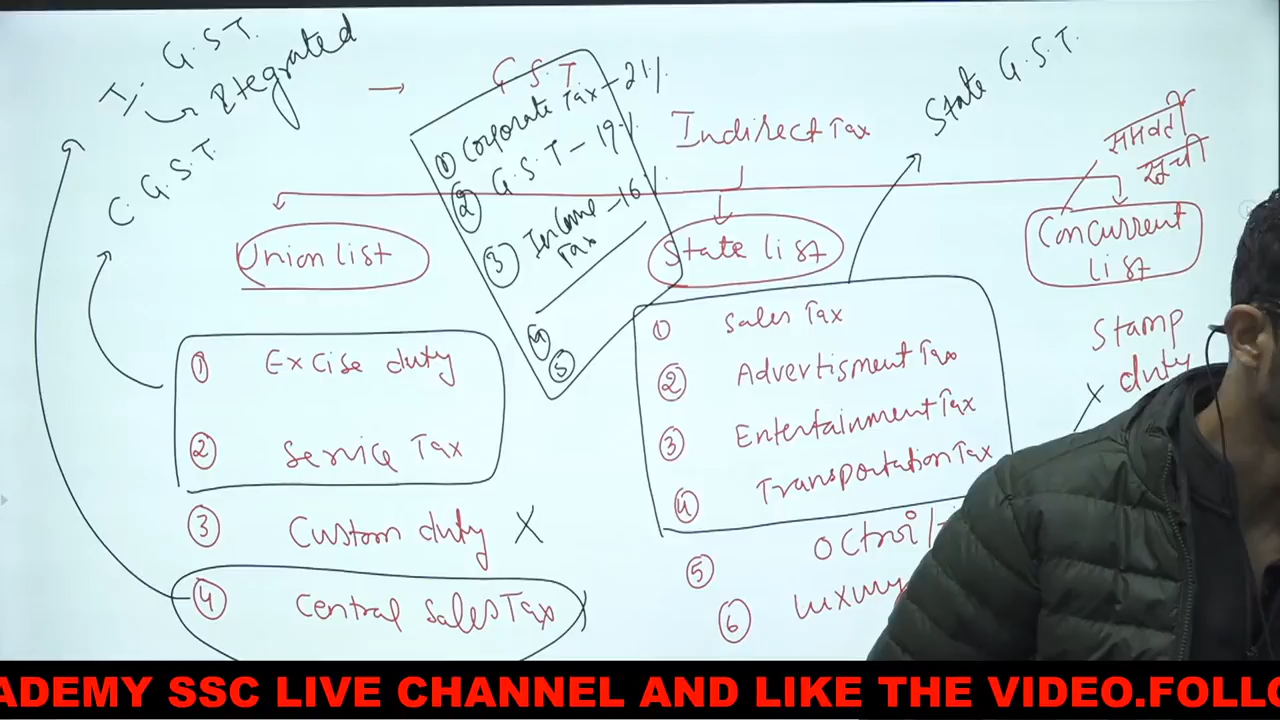 I. G.S.T.
Integrated
C. G.S.T.
→ G.S.T.
① Corporate Tax - 21%
② G.S.T - 19%
③ Income Tax - 16%
④
⑤
Indirect Tax
State G.S.T.
समवर्ती
सूची
Union list
State list
Concurrent
list
① Excise duty
② Service Tax
③ Custom duty X
④ Central Sales Tax
① Sales Tax
② Advertisment Tax
③ Entertainment Tax
④ Transportation Tax
⑤ Octroi /
⑥ Luxury
Stamp
X duty
ADEMY SSC LIVE CHANNEL AND LIKE THE VIDEO.FOLLO